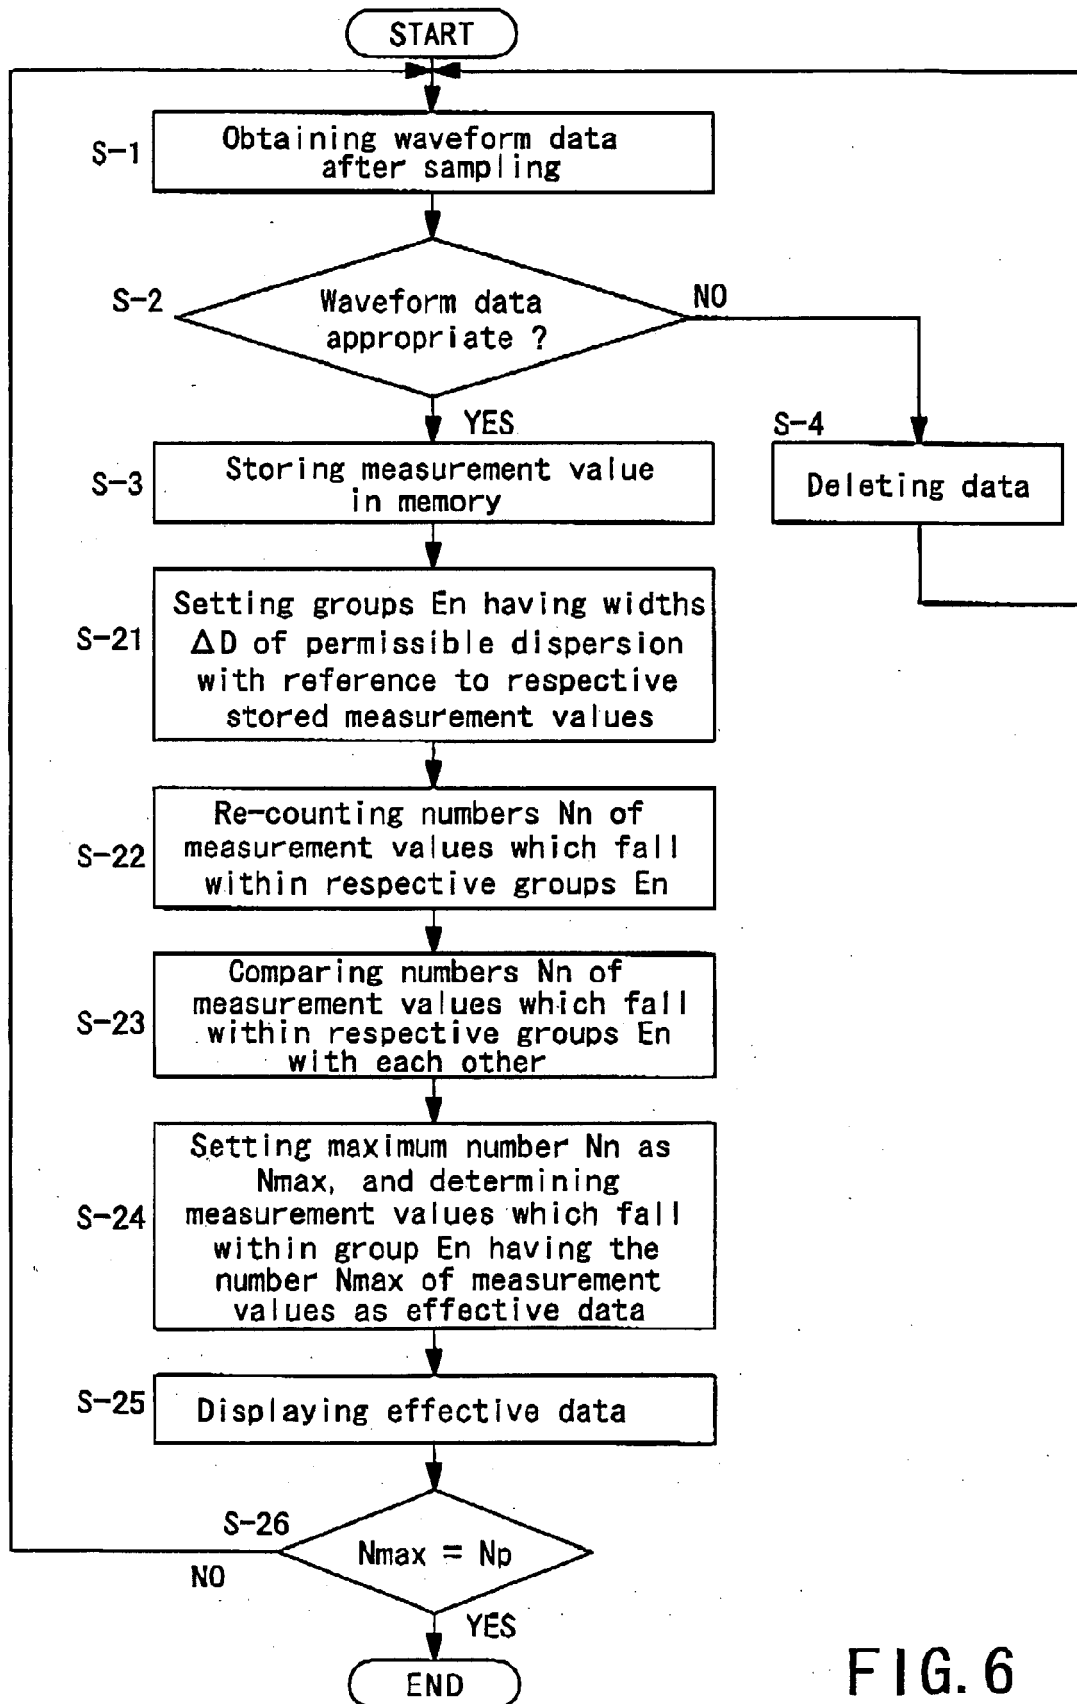 START
S-1
Obtaining waveform data
after sampling
S-2
Waveform data
appropriate ?
NO
YES
S-3
Storing measurement value
in memory
S-4
Deleting data
S-21
Setting groups En having widths
ΔD of permissible dispersion
with reference to respective
stored measurement values
S-22
Re-counting numbers Nn of
measurement values which fall
within respective groups En
S-23
Comparing numbers Nn of
measurement values which fall
within respective groups En
with each other
S-24
Setting maximum number Nn as
Nmax, and determining
measurement values which fall
within group En having the
number Nmax of measurement
values as effective data
S-25
Displaying effective data
S-26
Nmax = Np
NO
YES
END
FIG. 6